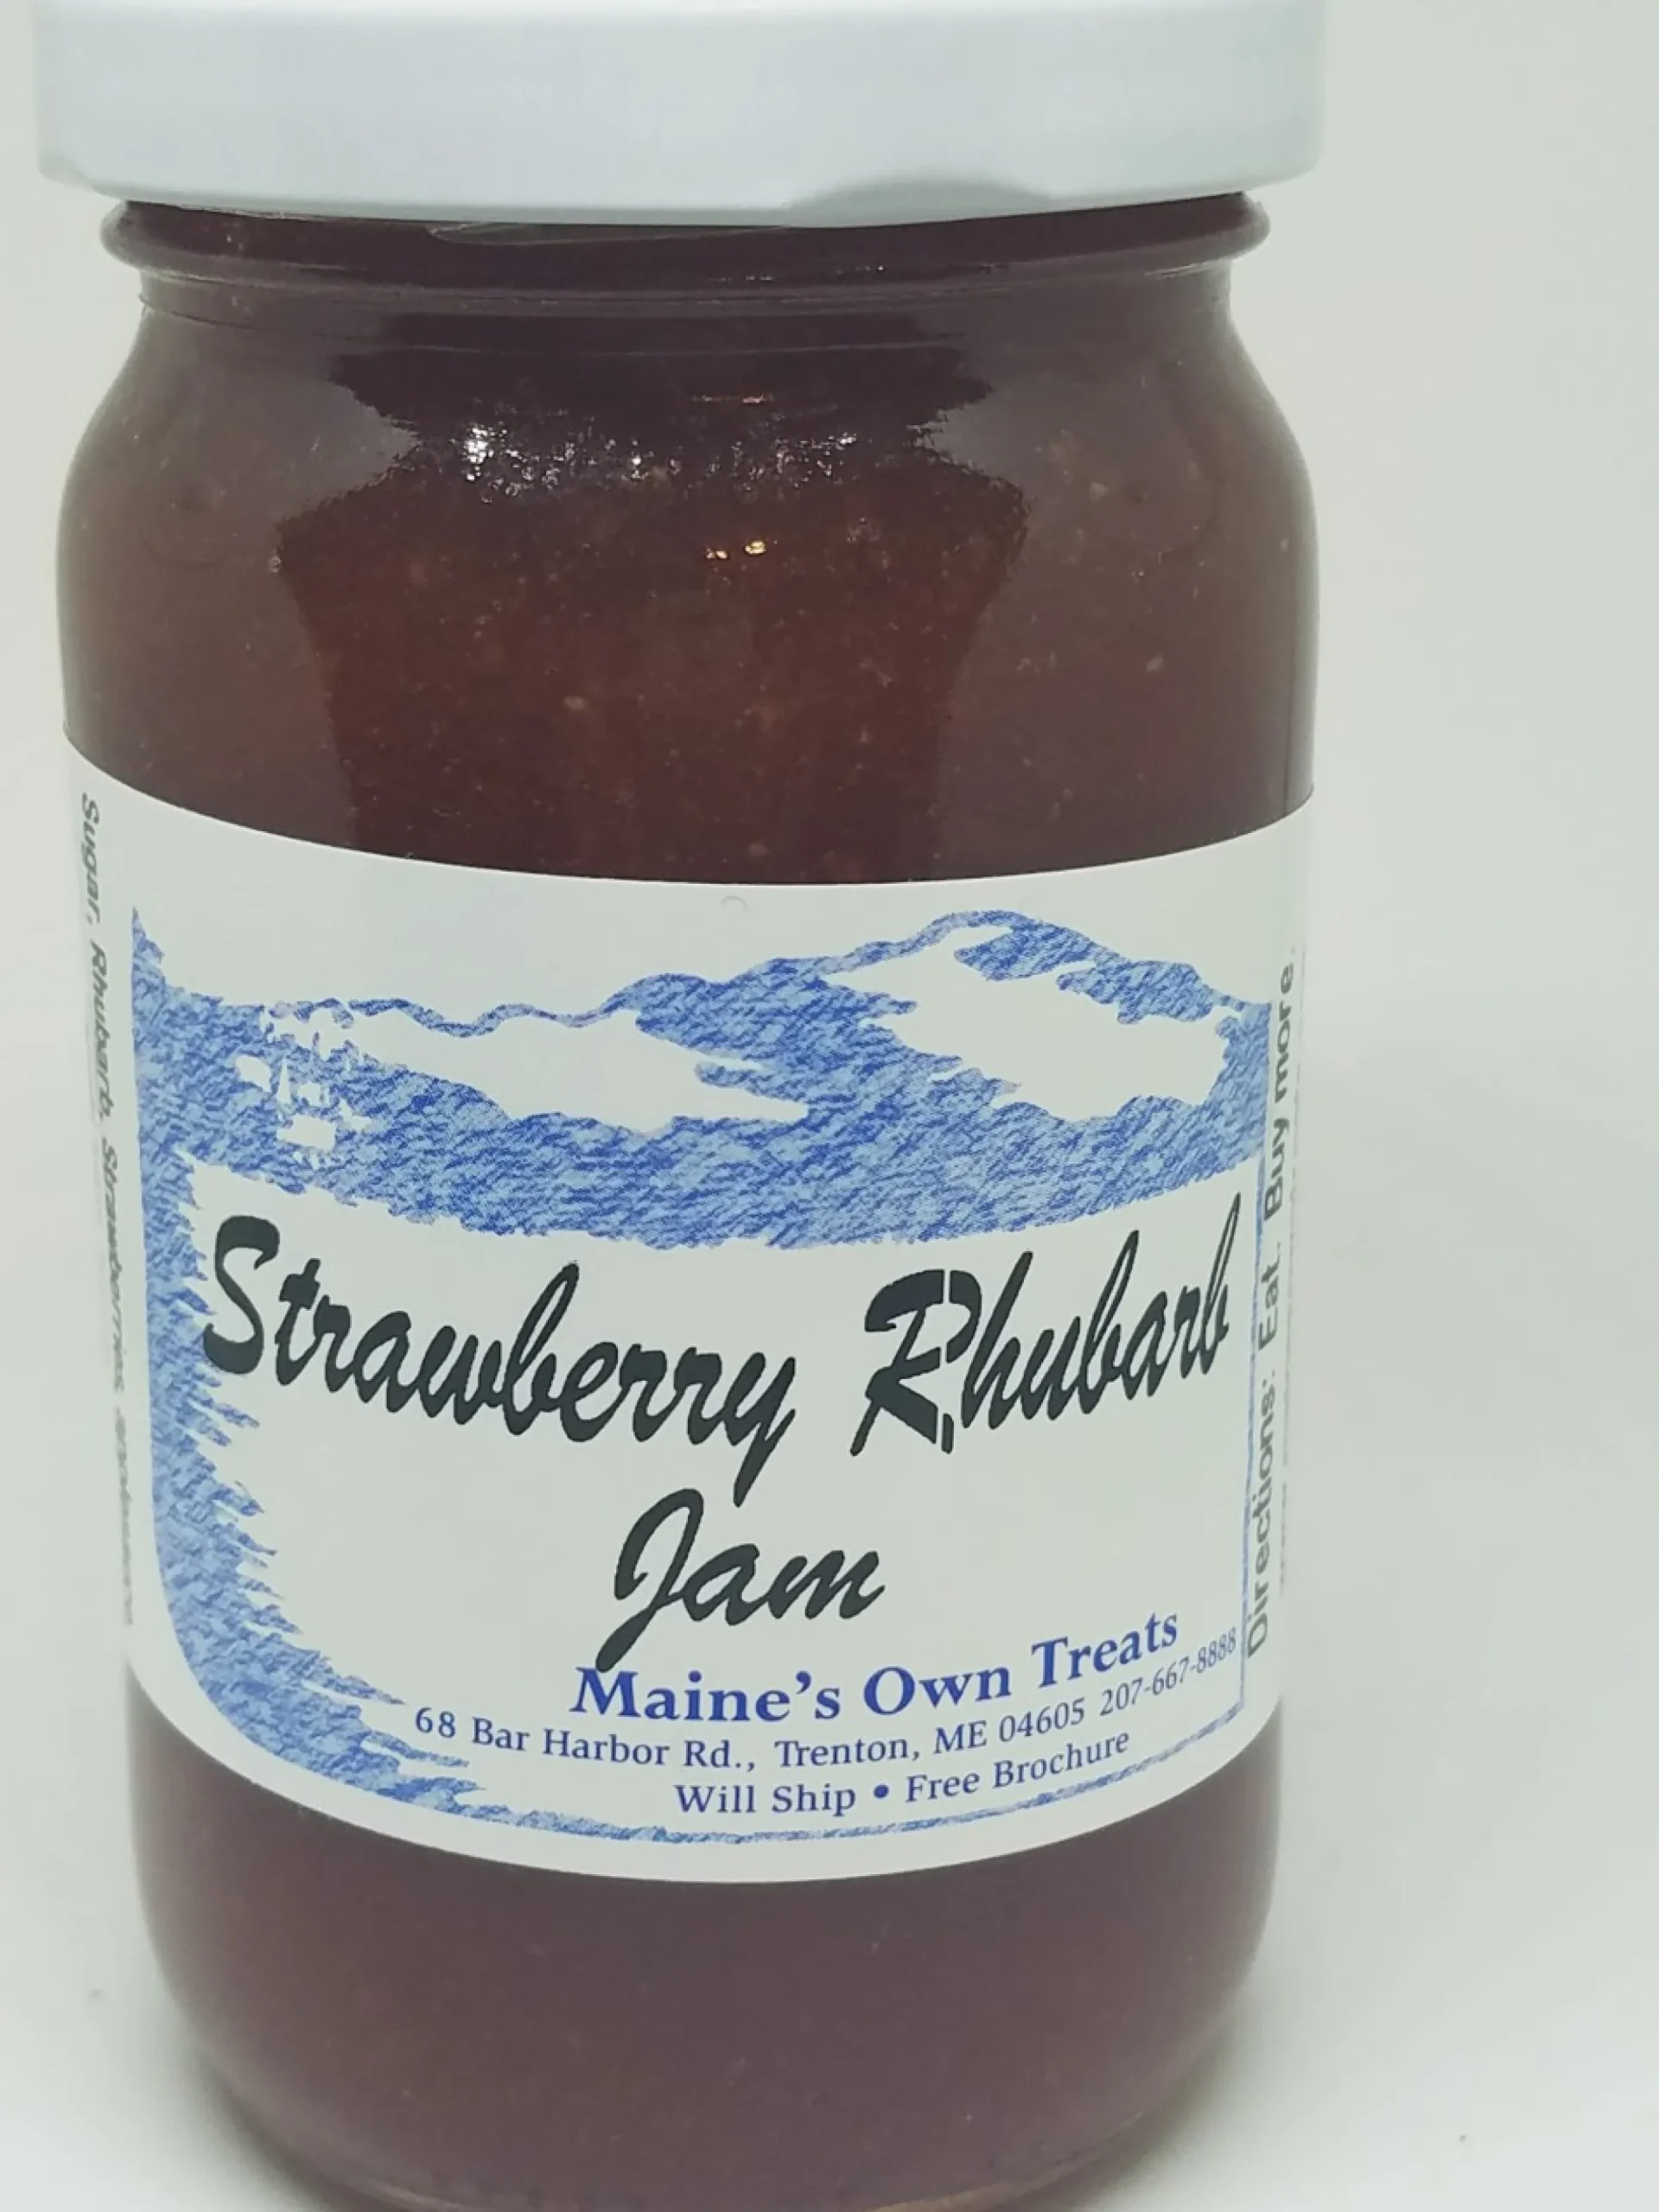 Sugar, Rhubarb, Strawberries,
Strawberry Rhubarb
Jam
Maine's Own Treats
68 Bar Harbor Rd., Trenton, ME 04605 207-667-8888
Will Ship • Free Brochure
Directions: Eat. Buy more.